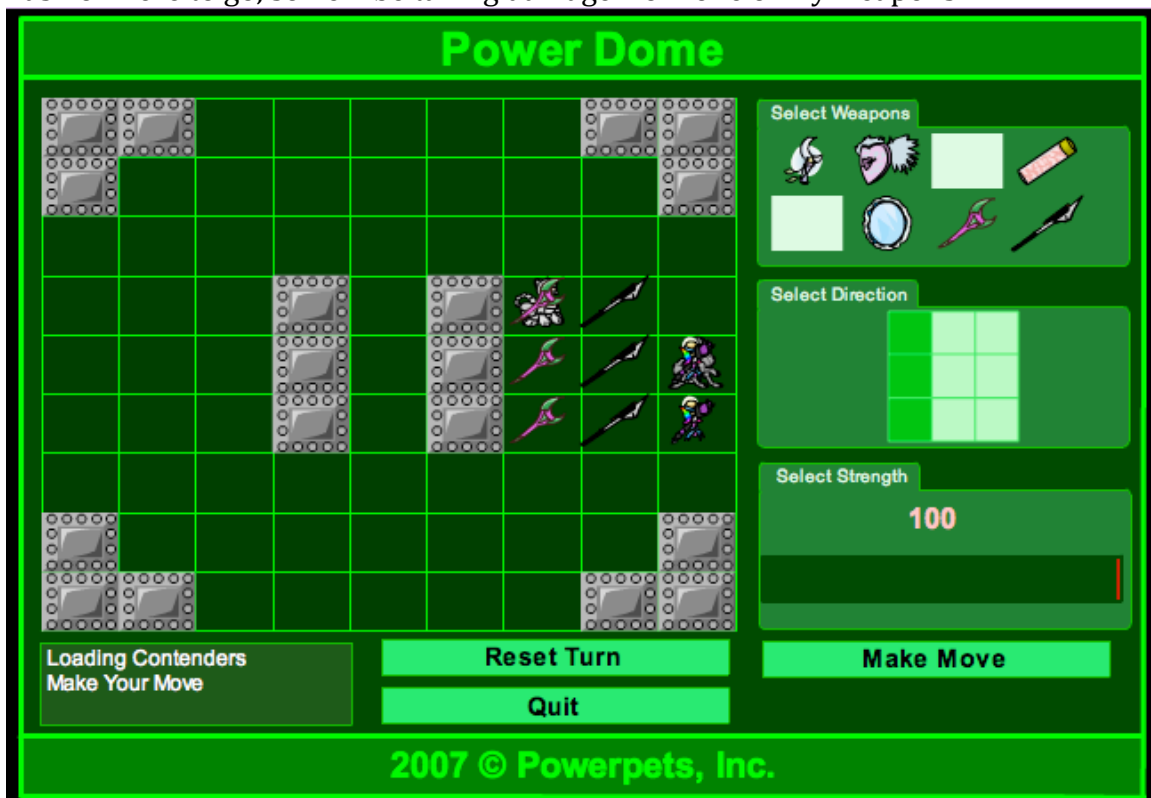 Power Dome
Select Weapons
Select Direction
Select Strength
100
Loading Contenders
Make Your Move
Reset Turn
Make Move
Quit
2007 © Powerpets, Inc.